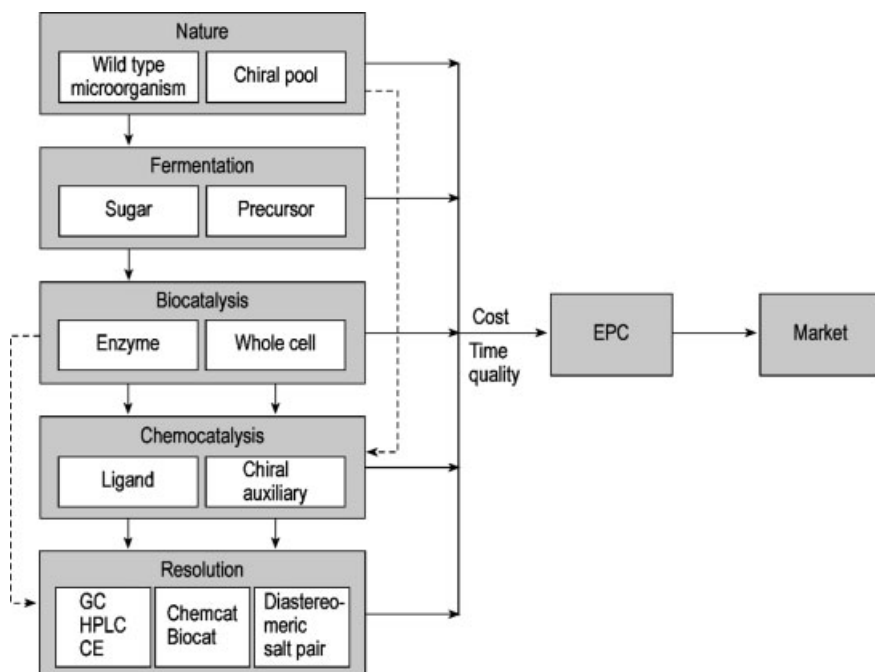 Nature
Wild type
microorganism
Chiral pool
Fermentation
Sugar
Precursor
Biocatalysis
Enzyme
Whole cell
Chemocatalysis
Ligand
Chiral
auxiliary
Resolution
GC
HPLC
CE
Chemcat
Biocat
Diastereo-
meric
salt pair
Cost
Time
quality
EPC
Market